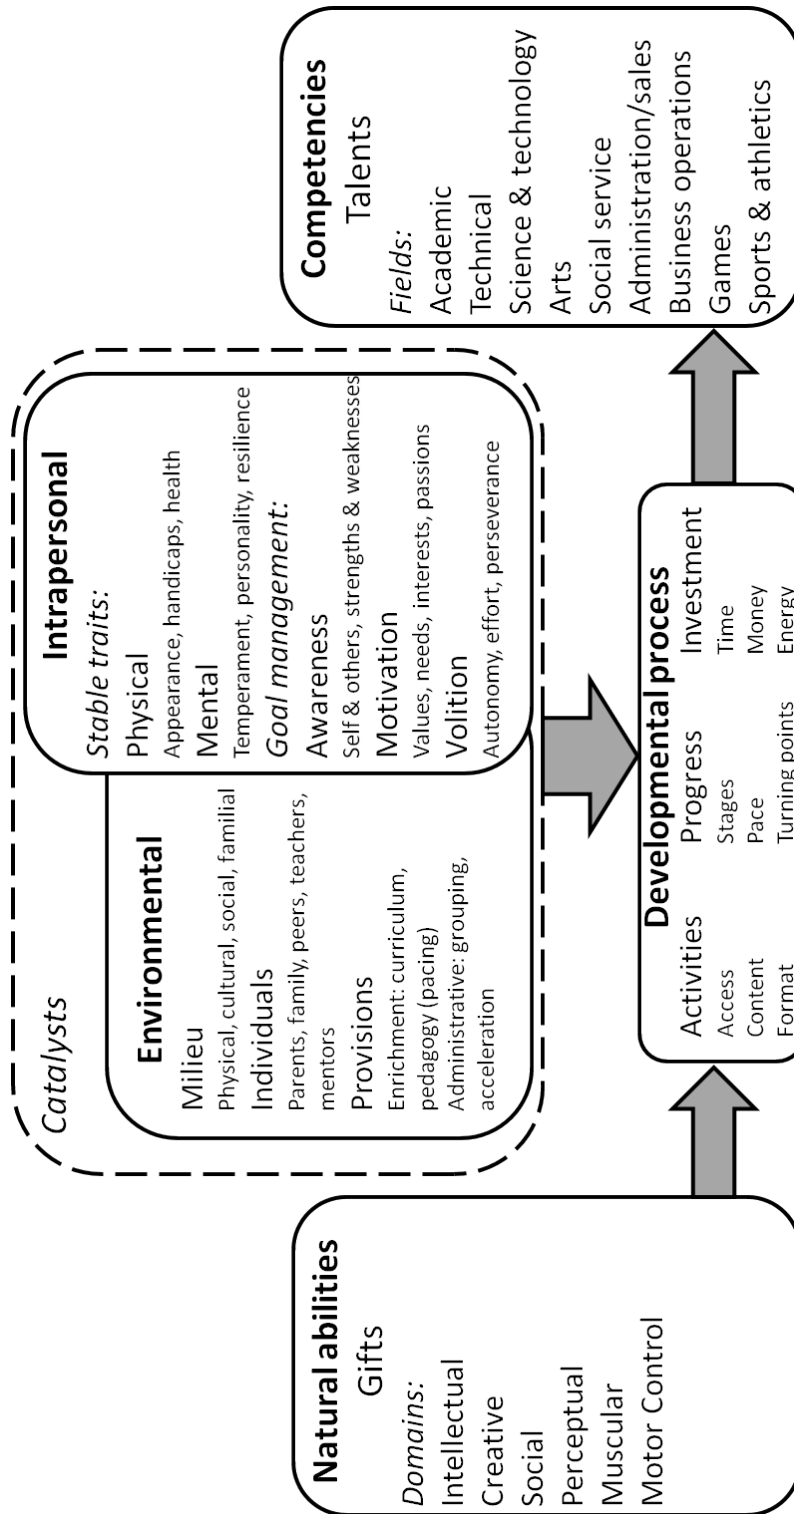 Natural abilities
Gifts
Domains:
Intellectual
Creative
Social
Perceptual
Muscular
Motor Control
Catalysts
Environmental
Milieu
Physical, cultural, social, familial
Individuals
Parents, family, peers, teachers,
mentors
Provisions
Enrichment: curriculum,
pedagogy (pacing)
Administrative: grouping,
acceleration
Intrapersonal
Stable traits:
Physical
Appearance, handicaps, health
Mental
Temperament, personality, resilience
Goal management:
Awareness
Self & others, strengths & weaknesses
Motivation
Values, needs, interests, passions
Volition
Autonomy, effort, perseverance
Developmental process
Activities
Access
Content
Format
Progress
Stages
Pace
Turning points
Investment
Time
Money
Energy
Competencies
Talents
Fields:
Academic
Technical
Science & technology
Arts
Social service
Administration/sales
Business operations
Games
Sports & athletics